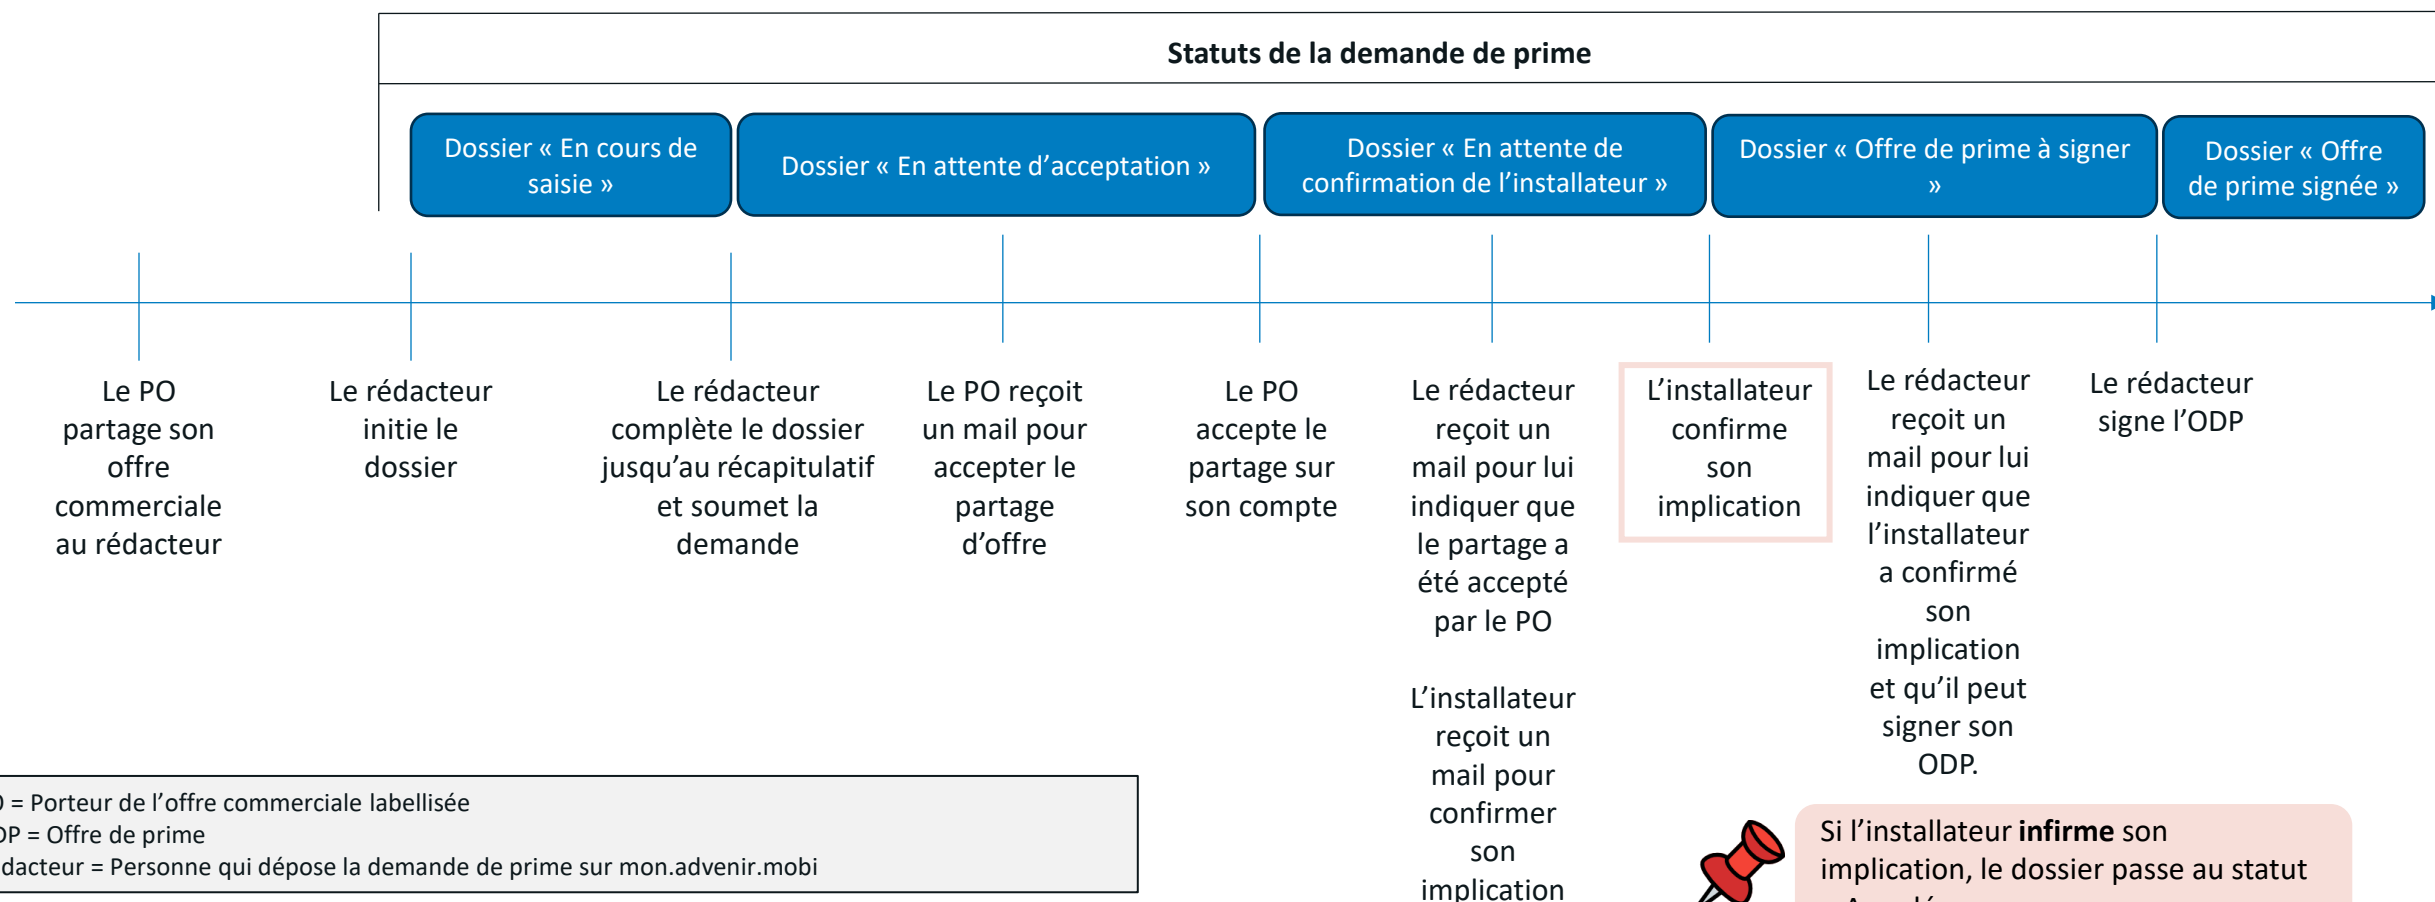 Statuts de la demande de prime
Dossier « En cours de
saisie »
Dossier « En attente d’acceptation »
Dossier « En attente de
confirmation de l’installateur »
Dossier « Offre de prime à signer
»
Dossier « Offre
de prime signée »
Le PO
partage son
offre
commerciale
au rédacteur
Le rédacteur
initie le
dossier
Le rédacteur
complète le dossier
jusqu’au récapitulatif
et soumet la
demande
Le PO reçoit
un mail pour
accepter le
partage
d’offre
Le PO
accepte le
partage sur
son compte
Le rédacteur
reçoit un
mail pour lui
indiquer que
le partage a
été accepté
par le PO
L’installateur
reçoit un
mail pour
confirmer
son
implication
L’installateur
confirme
son
implication
Le rédacteur
reçoit un
mail pour lui
indiquer que
l’installateur
a confirmé
son
implication
et qu’il peut
signer son
ODP.
Le rédacteur
signe l’ODP
= Porteur de l’offre commerciale labellisée
DP = Offre de prime
dacteur = Personne qui dépose la demande de prime sur mon.advenir.mobi
Si l’installateur infirme son
implication, le dossier passe au statut